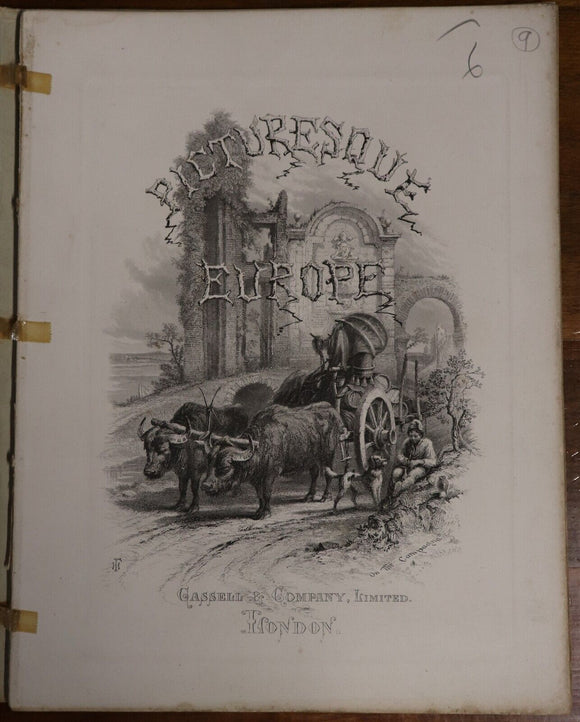 6
9
PICTURESQUE
EUROPE
On the Campagna
CASSELL & COMPANY, LIMITED.
LONDON.